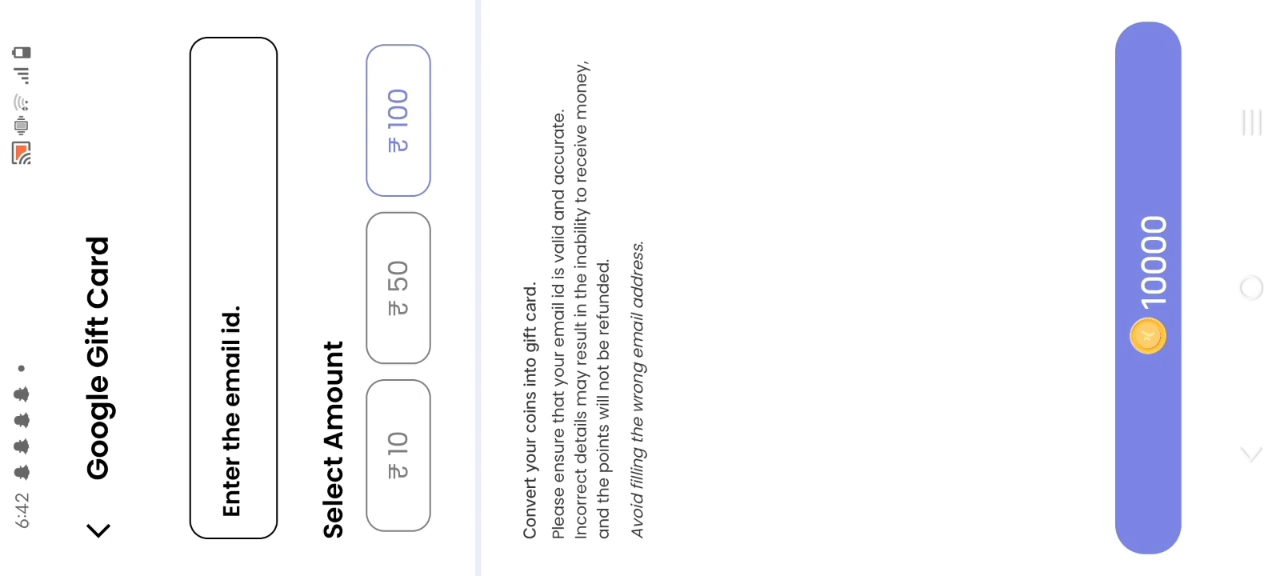 6:42
Google Gift Card
Enter the email id.
Select Amount
₹ 10
₹ 50
₹ 100
Convert your coins into gift card.
Please ensure that your email id is valid and accurate.
Incorrect details may result in the inability to receive money,
and the points will not be refunded.
Avoid filling the wrong email address.
10000